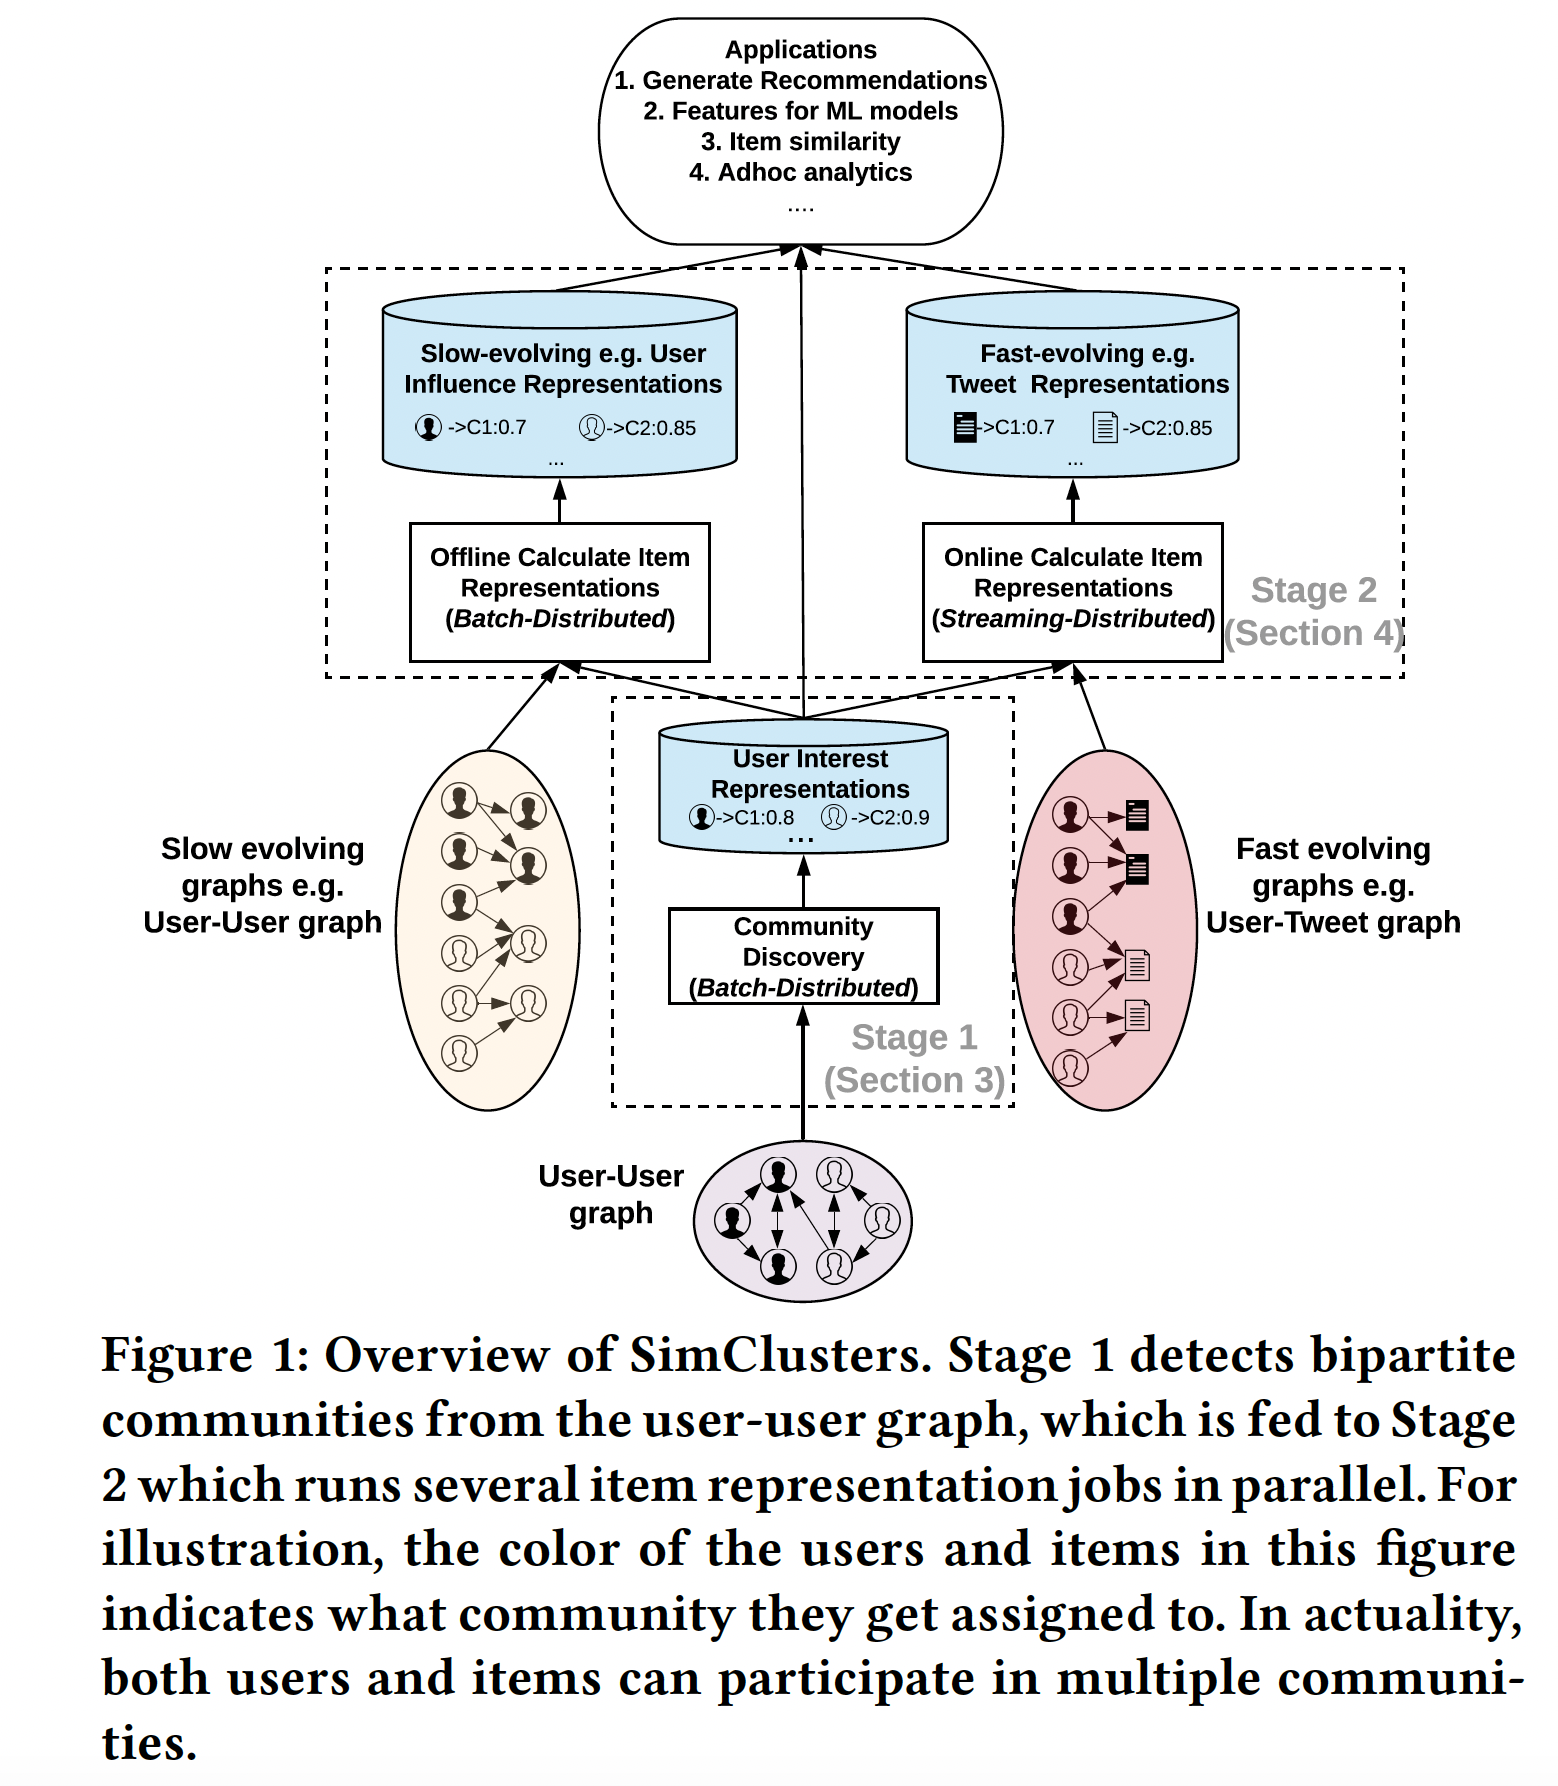 Applications
1. Generate Recommendations
2. Features for ML models
3. Item similarity
4. Adhoc analytics
....
Slow-evolving e.g. User
Influence Representations
->C1:0.7 ->C2:0.85
...
Fast-evolving e.g.
Tweet Representations
->C1:0.7 ->C2:0.85
...
Offline Calculate Item
Representations
(Batch-Distributed)
Online Calculate Item
Representations
(Streaming-Distributed)
Stage 2
(Section 4)
User Interest
Representations
->C1:0.8 ->C2:0.9
...
Slow evolving
graphs e.g.
User-User graph
Fast evolving
graphs e.g.
User-Tweet graph
Community
Discovery
(Batch-Distributed)
Stage 1
(Section 3)
User-User
graph
Figure 1: Overview of SimClusters. Stage 1 detects bipartite
communities from the user-user graph, which is fed to Stage
2 which runs several item representation jobs in parallel. For
illustration, the color of the users and items in this figure
indicates what community they get assigned to. In actuality,
both users and items can participate in multiple communi-
ties.